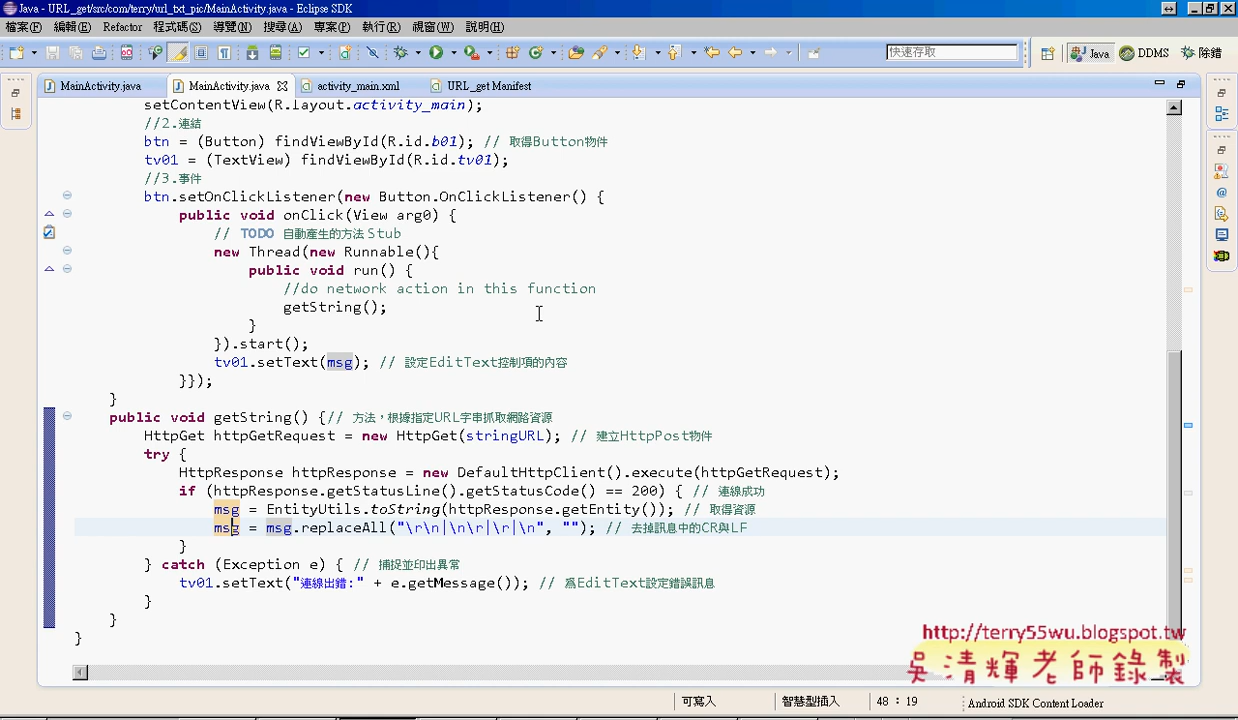 Java - URL_get/src/com/terry/url_txt_pic/MainActivity.java - Eclipse SDK
檔案(F) 編輯(E) Refactor 程式碼(S) 導覽(N) 搜尋(A) 專案(P) 執行(R) 視窗(W) 說明(H)
快速存取 Java DDMS 除錯
MainActivity.java MainActivity.java activity_main.xml URL_get Manifest
setContentView(R.layout.activity_main);
//2.連結
btn = (Button) findViewById(R.id.b01); // 取得Button物件
tv01 = (TextView) findViewById(R.id.tv01);
//3.事件
btn.setOnClickListener(new Button.OnClickListener() {
public void onClick(View arg0) {
// TODO 自動產生的方法 Stub
new Thread(new Runnable(){
public void run() {
//do network action in this function
getString();
}
}).start();
tv01.setText(msg); // 設定EditText控制項的內容
}});
}
public void getString() {// 方法，根據指定URL字串抓取網路資源
HttpGet httpGetRequest = new HttpGet(stringURL); // 建立HttpPost物件
try {
HttpResponse httpResponse = new DefaultHttpClient().execute(httpGetRequest);
if (httpResponse.getStatusLine().getStatusCode() == 200) { // 連線成功
msg = EntityUtils.toString(httpResponse.getEntity()); // 取得資源
msg = msg.replaceAll("\r\n|\n\r|\r|\n", ""); // 去掉訊息中的CR與LF
}
} catch (Exception e) { // 捕捉並印出異常
tv01.setText("連線出錯:" + e.getMessage()); // 為EditText設定錯誤訊息
}
}
}
http://terry55wu.blogspot.tw
吳清輝老師錄製
可寫入 智慧型插入 48 : 19 Android SDK Content Loader